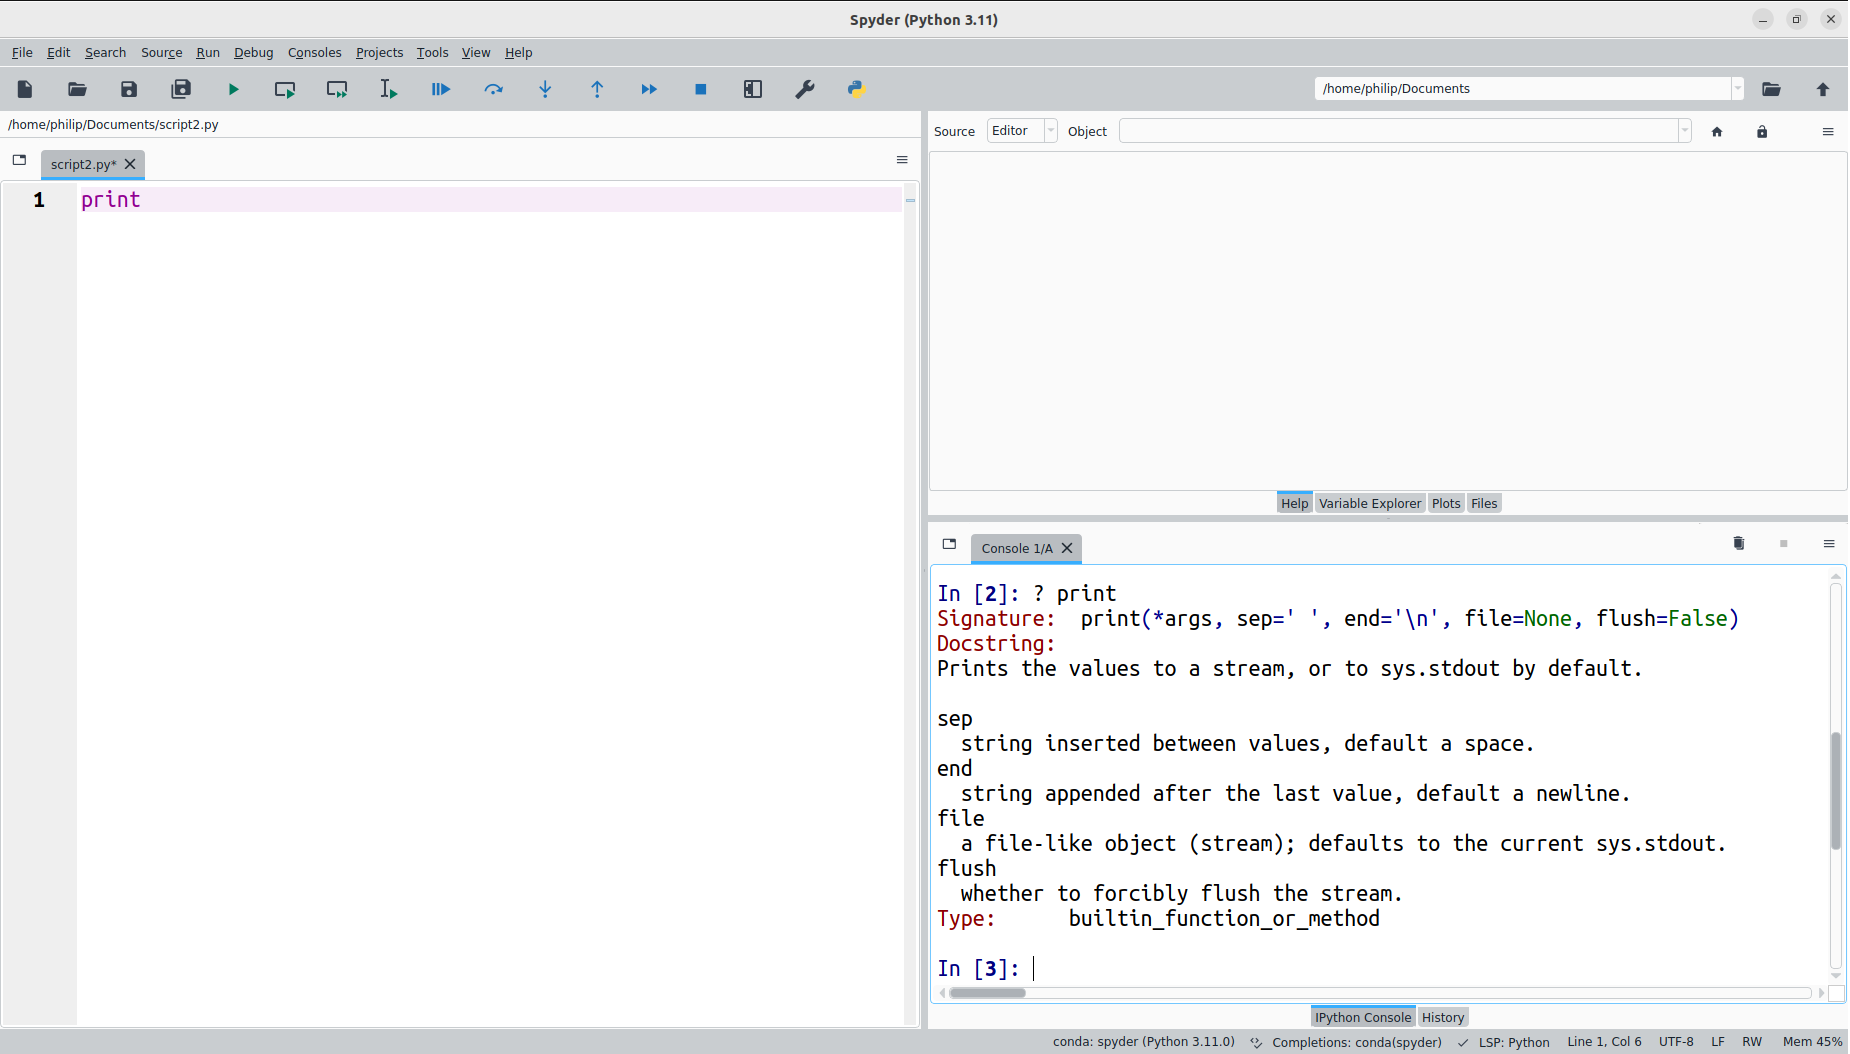 Spyder (Python 3.11)
File Edit Search Source Run Debug Consoles Projects Tools View Help
/home/philip/Documents
/home/philip/Documents/script2.py
script2.py*
1 print
Source Editor Object
Help Variable Explorer Plots Files
Console 1/A
In [2]: ? print
Signature:  print(*args, sep=' ', end='\n', file=None, flush=False)
Docstring:
Prints the values to a stream, or to sys.stdout by default.
sep
  string inserted between values, default a space.
end
  string appended after the last value, default a newline.
file
  a file-like object (stream); defaults to the current sys.stdout.
flush
  whether to forcibly flush the stream.
Type:      builtin_function_or_method
In [3]:
IPython Console History
conda: spyder (Python 3.11.0) Completions: conda(spyder) LSP: Python Line 1, Col 6 UTF-8 LF RW Mem 45%